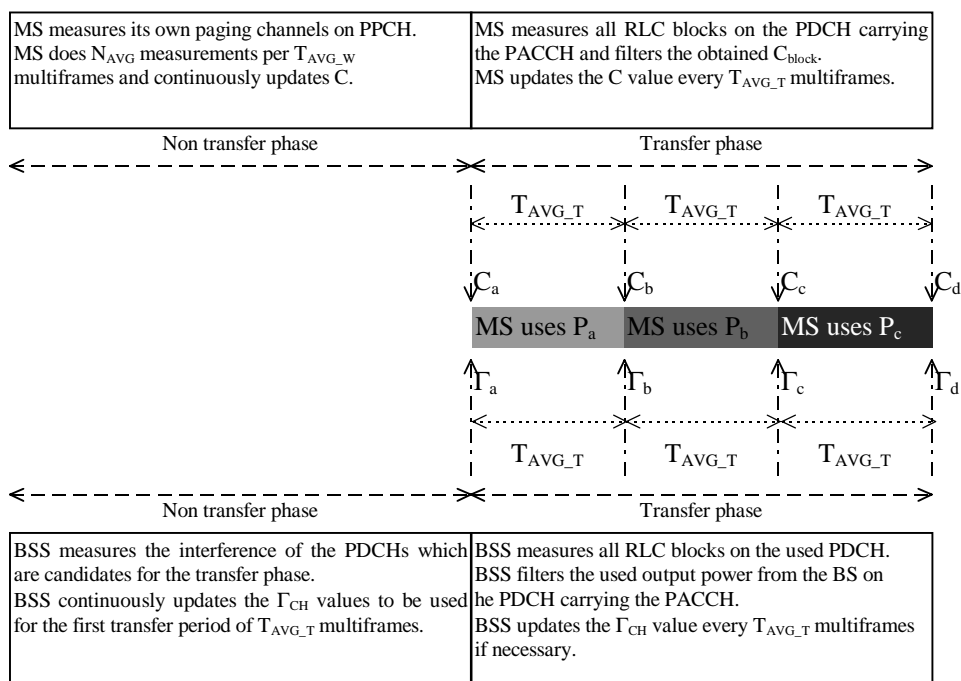 MS measures its own paging channels on PPCH.
MS does N_AVG measurements per T_AVG_W
multiframes and continuously updates C.
MS measures all RLC blocks on the PDCH carrying
the PACCH and filters the obtained C_block.
MS updates the C value every T_AVG_T multiframes.
Non transfer phase
Transfer phase
T_AVG_T T_AVG_T T_AVG_T
C_a C_b C_c C_d
MS uses P_a MS uses P_b MS uses P_c
Γ_a Γ_b Γ_c Γ_d
T_AVG_T T_AVG_T T_AVG_T
Non transfer phase
Transfer phase
BSS measures the interference of the PDCHs which
are candidates for the transfer phase.
BSS continuously updates the Γ_CH values to be used
for the first transfer period of T_AVG_T multiframes.
BSS measures all RLC blocks on the used PDCH.
BSS filters the used output power from the BS on
he PDCH carrying the PACCH.
BSS updates the Γ_CH value every T_AVG_T multiframes
if necessary.